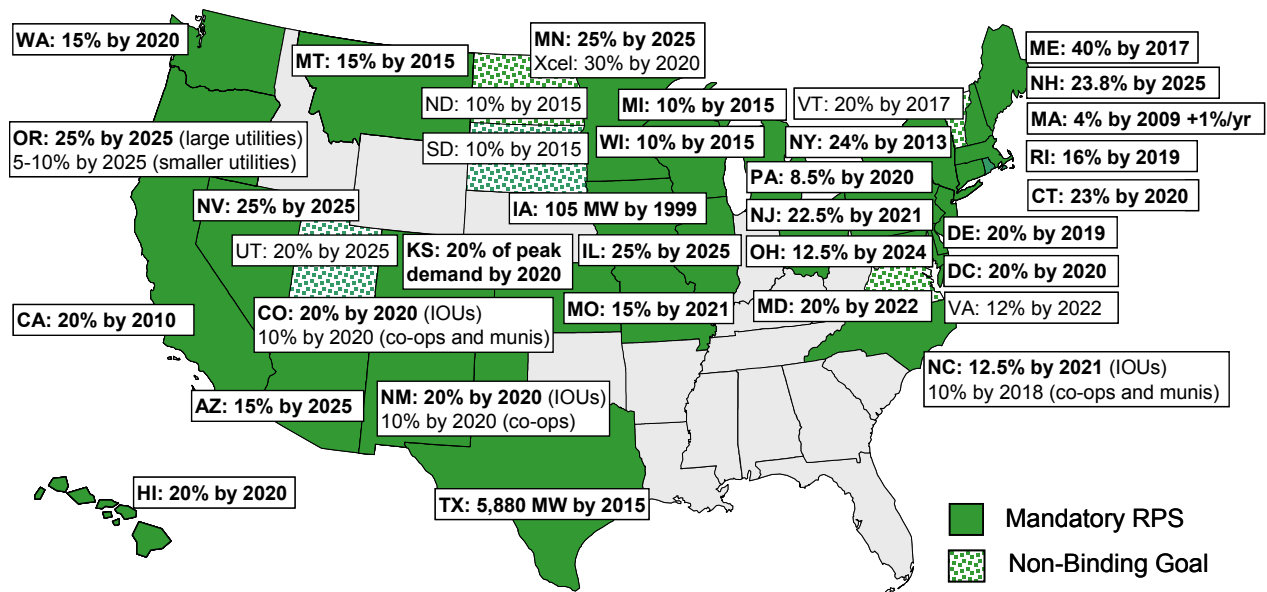 WA: 15% by 2020
MT: 15% by 2015
MN: 25% by 2025
Xcel: 30% by 2020
ME: 40% by 2017
NH: 23.8% by 2025
ND: 10% by 2015
MI: 10% by 2015
VT: 20% by 2017
MA: 4% by 2009 +1%/yr
OR: 25% by 2025 (large utilities)
5-10% by 2025 (smaller utilities)
SD: 10% by 2015
WI: 10% by 2015
NY: 24% by 2013
RI: 16% by 2019
PA: 8.5% by 2020
CT: 23% by 2020
NV: 25% by 2025
IA: 105 MW by 1999
NJ: 22.5% by 2021
DE: 20% by 2019
UT: 20% by 2025
KS: 20% of peak
demand by 2020
IL: 25% by 2025
OH: 12.5% by 2024
DC: 20% by 2020
CA: 20% by 2010
CO: 20% by 2020 (IOUs)
10% by 2020 (co-ops and munis)
MO: 15% by 2021
MD: 20% by 2022
VA: 12% by 2022
AZ: 15% by 2025
NM: 20% by 2020 (IOUs)
10% by 2020 (co-ops)
NC: 12.5% by 2021 (IOUs)
10% by 2018 (co-ops and munis)
HI: 20% by 2020
TX: 5,880 MW by 2015
Mandatory RPS
Non-Binding Goal